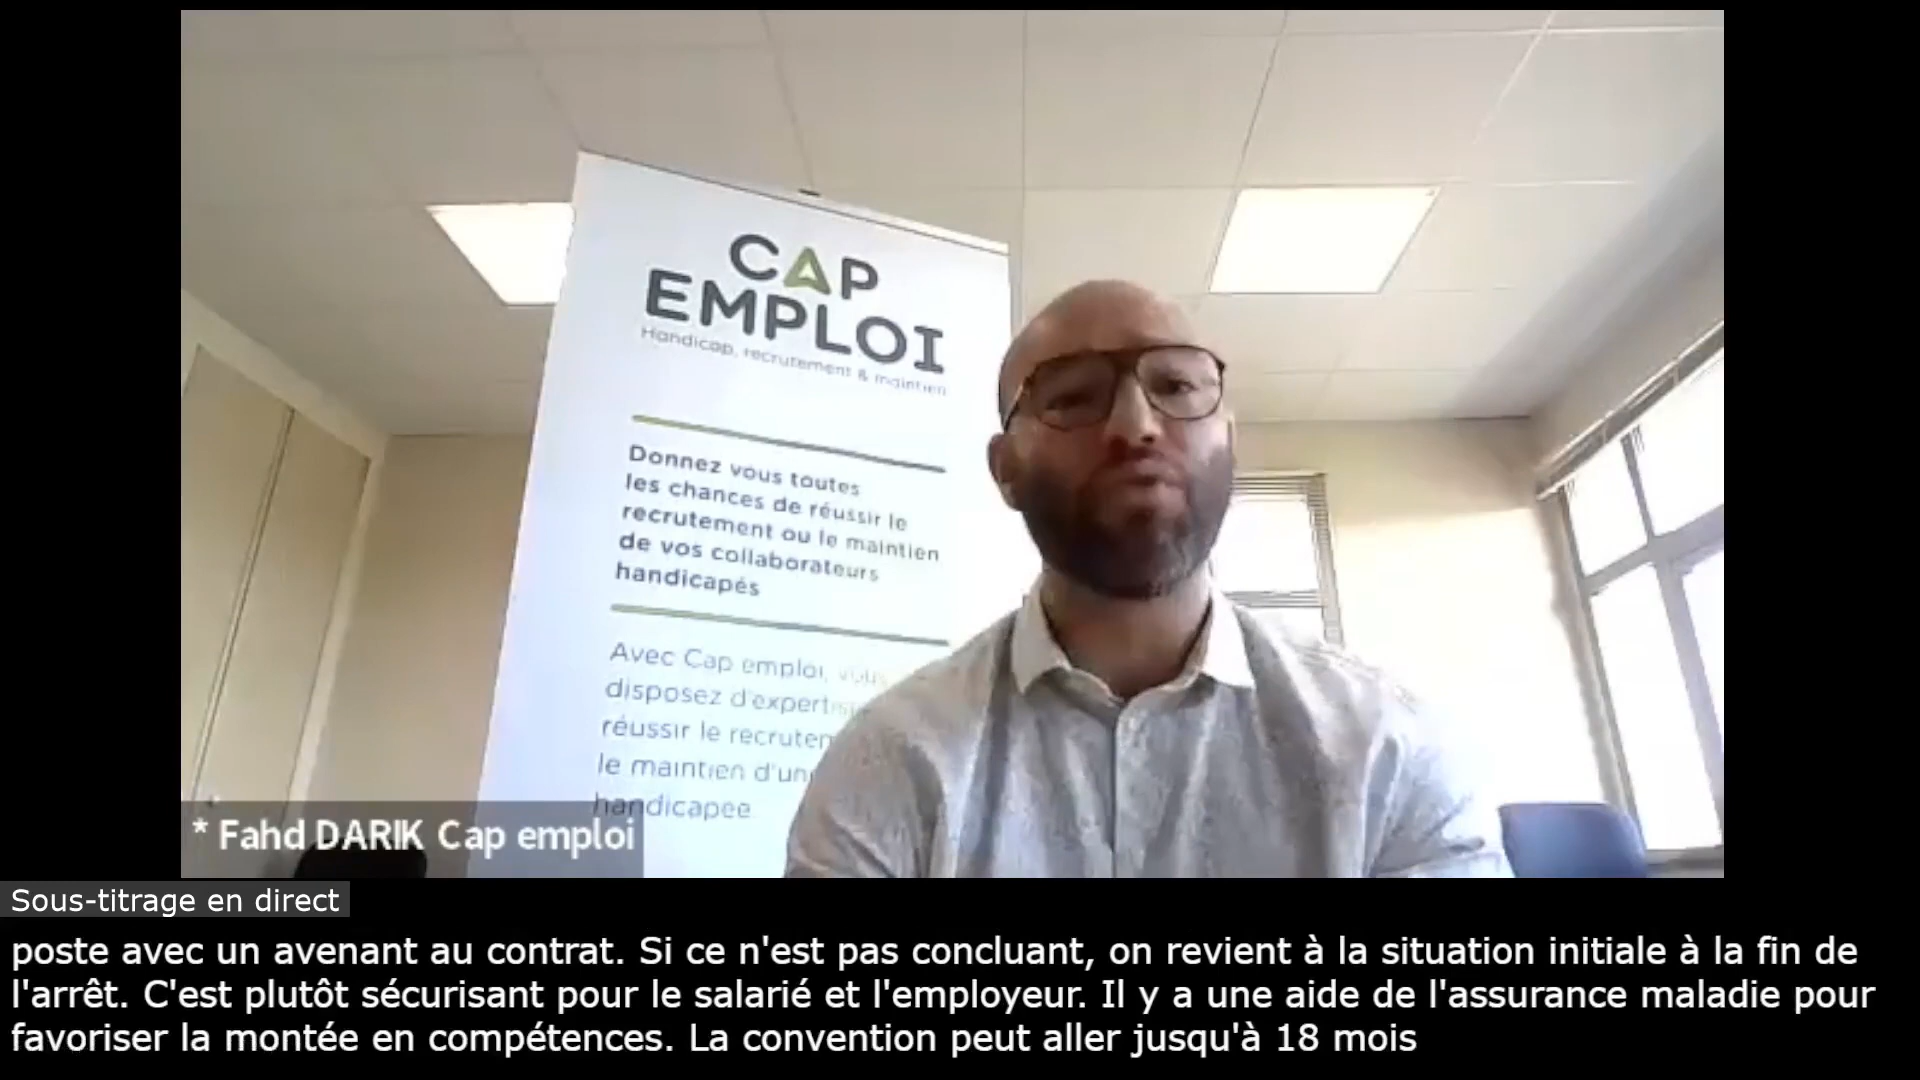 CAP
EMPLOI
Handicap, recrutement & maintien
Donnez vous toutes
les chances de réussir le
recrutement ou le maintien
de vos collaborateurs
handicapés
Avec Cap emploi, vous
disposez d'expertis
réussir le recrutem
le maintien d'un
handicapée
* Fahd DARIK Cap emploi
Sous-titrage en direct
poste avec un avenant au contrat. Si ce n'est pas concluant, on revient à la situation initiale à la fin de
l'arrêt. C'est plutôt sécurisant pour le salarié et l'employeur. Il y a une aide de l'assurance maladie pour
favoriser la montée en compétences. La convention peut aller jusqu'à 18 mois